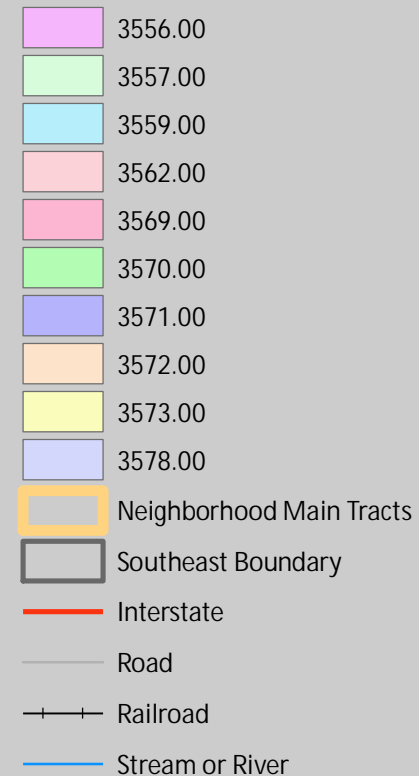 3556.00
3557.00
3559.00
3562.00
3569.00
3570.00
3571.00
3572.00
3573.00
3578.00
Neighborhood Main Tracts
Southeast Boundary
Interstate
Road
Railroad
Stream or River